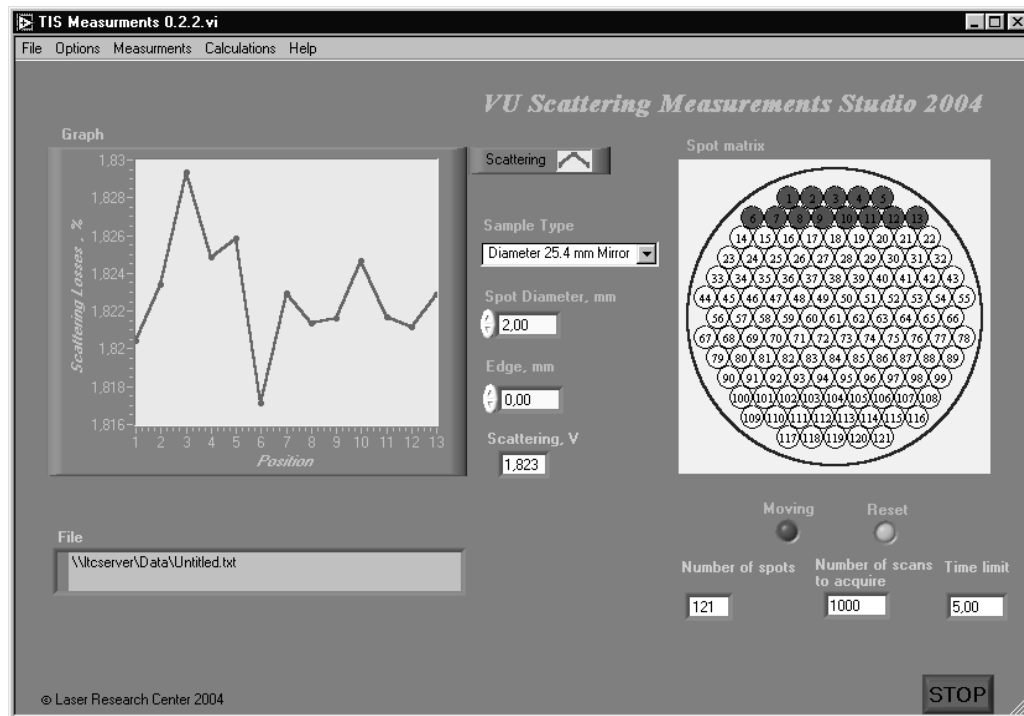 TIS Measurments 0.2.2.vi
File Options Measurments Calculations Help
VU Scattering Measurements Studio 2004
Graph
Scattering
Spot matrix
1,83
1,828
1,826
1,824
1,822
1,82
1,818
1,816
Scattering Losses , %
1 2 3 4 5 6 7 8 9 10 11 12 13
Position
Sample Type
Diameter 25.4 mm Mirror
Spot Diameter, mm
2,00
Edge, mm
0,00
Scattering, V
1,823
1 2 3 4 5
6 7 8 9 10 11 12 13
14 15 16 17 18 19 20 21 22
23 24 25 26 27 28 29 30 31 32
33 34 35 36 37 38 39 40 41 42 43
44 45 46 47 48 49 50 51 52 53 54 55
56 57 58 59 60 61 62 63 64 65 66
67 68 69 70 71 72 73 74 75 76 77 78
79 80 81 82 83 84 85 86 87 88 89
90 91 92 93 94 95 96 97 98 99
100 101 102 103 104 105 106 107 108
109 110 111 112 113 114 115 116
117 118 119 120 121
Moving Reset
File
\\ltcserver\Data\Untitled.txt
Number of spots
121
Number of scans
to acquire
1000
Time limit
5,00
© Laser Research Center 2004
STOP